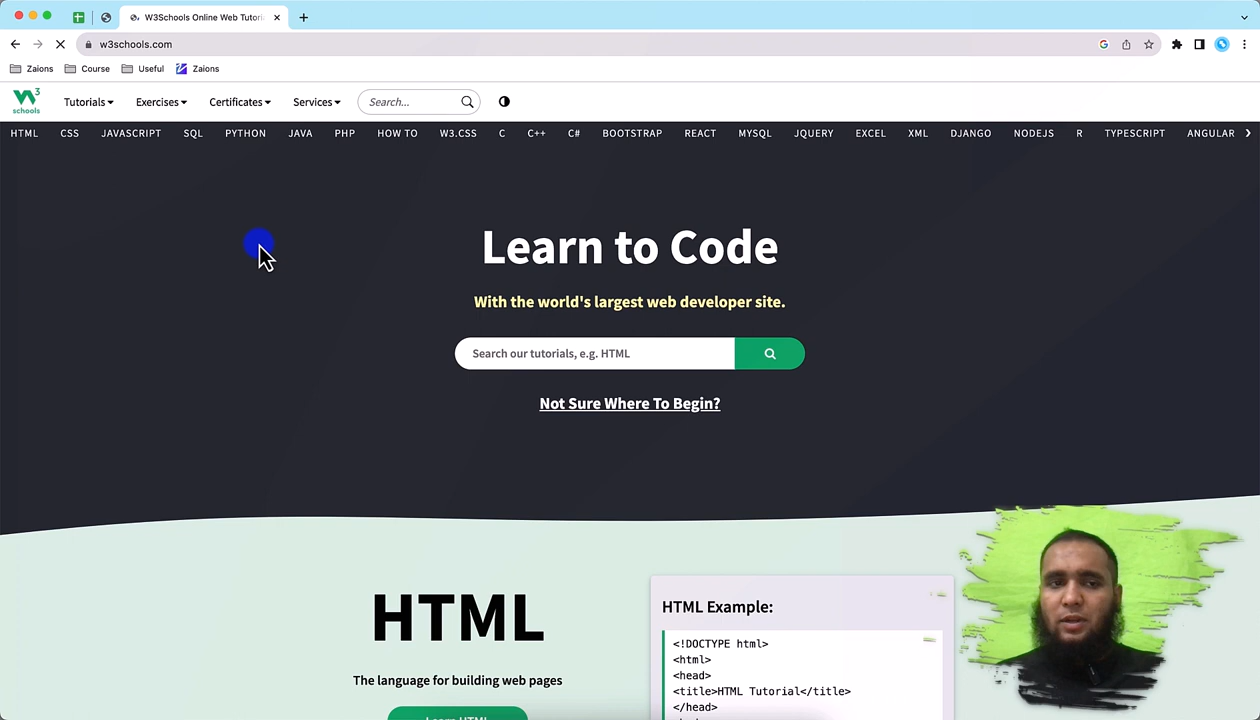 W3Schools Online Web Tutori
w3schools.com
Zaions Course Useful Zaions
W3 schools Tutorials Exercises Certificates Services Search...
HTML CSS JAVASCRIPT SQL PYTHON JAVA PHP HOW TO W3.CSS C C++ C# BOOTSTRAP REACT MYSQL JQUERY EXCEL XML DJANGO NODEJS R TYPESCRIPT ANGULAR
Learn to Code
With the world's largest web developer site.
Search our tutorials, e.g. HTML
Not Sure Where To Begin?
HTML
The language for building web pages
Learn HTML
HTML Example:
<!DOCTYPE html>
<html>
<head>
<title>HTML Tutorial</title>
</head>